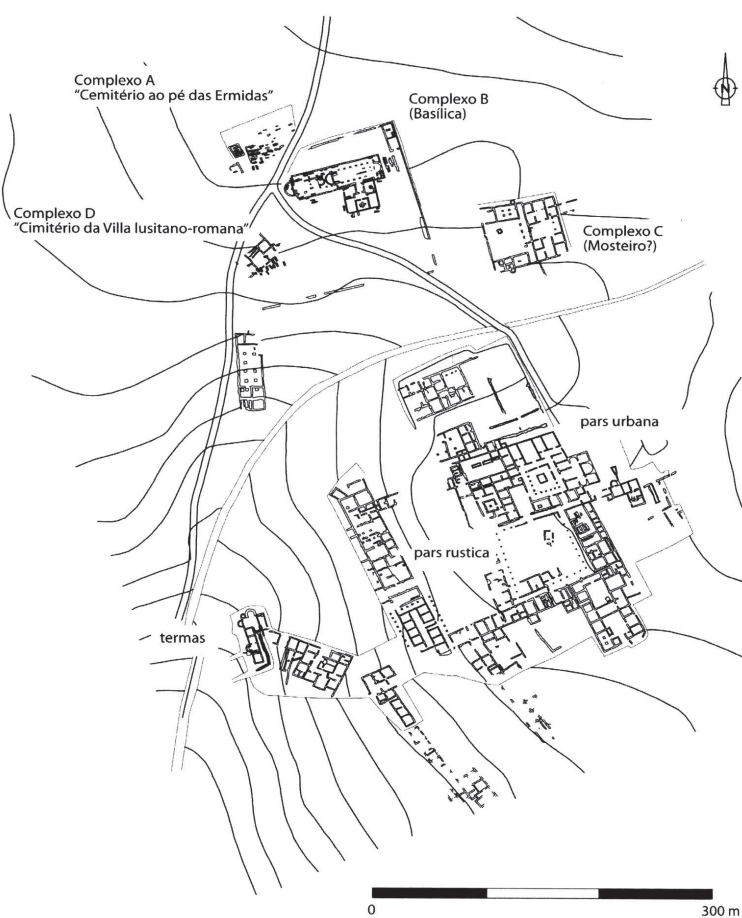 Complexo A
“Cemitério ao pé das Ermidas”
Complexo B
(Basílica)
N
Complexo D
“Cimitério da Villa lusitano-romana”
Complexo C
(Mosteiro?)
pars urbana
pars rustica
termas
0
300 m